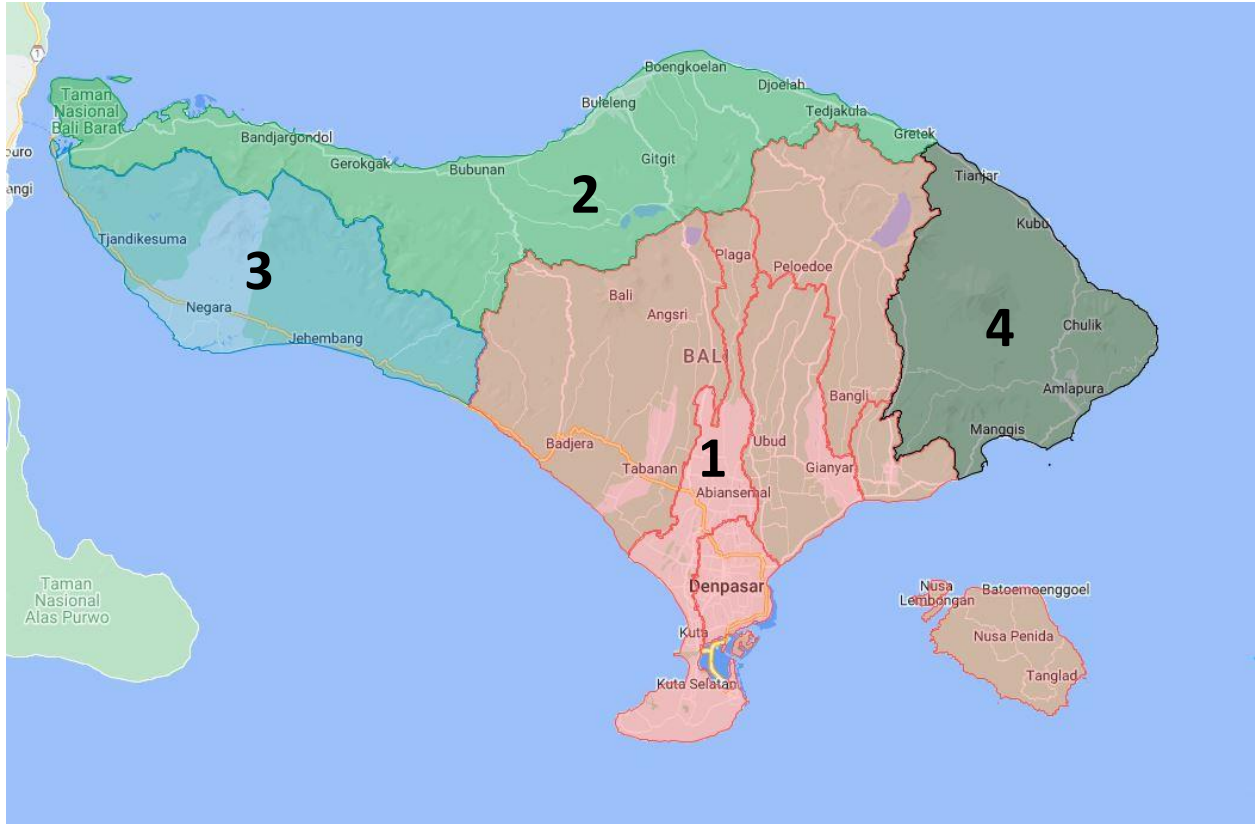 1
Taman
Nasional
Bali Barat
ouro
angi
Boengkoelan
Djoelah
Buleleng
Tedjakula
Gretek
Bandjargondol
Gerokgak
Bubunan
Gitgit
2
Tianjar
Kubu
Tjandikesuma
3
Plaga
Peloedoe
Bali
Angsri
Negara
Jehembang
4
Chulik
BALI
Amlapura
Bangli
Manggis
Badjera
1
Ubud
Tabanan
Gianyar
Abiansemal
Denpasar
Taman
Nasional
Alas Purwo
Nusa
Lembongan
Batoemoenggoel
Kuta
Nusa Penida
Kuta Selatan
Tanglad